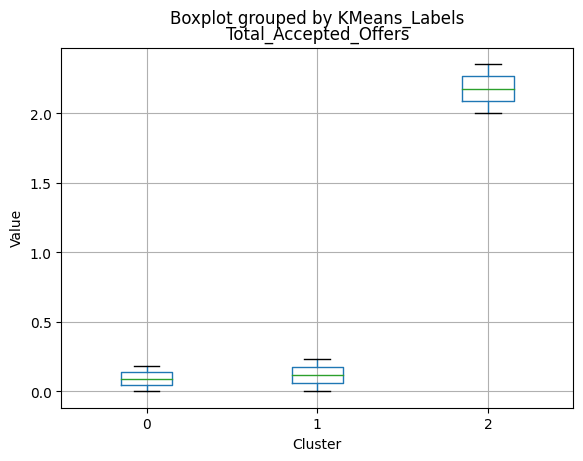 Boxplot grouped by KMeans_Labels
Total_Accepted_Offers
2.0
1.5
1.0
0.5
0.0
Value
0 1 2
Cluster